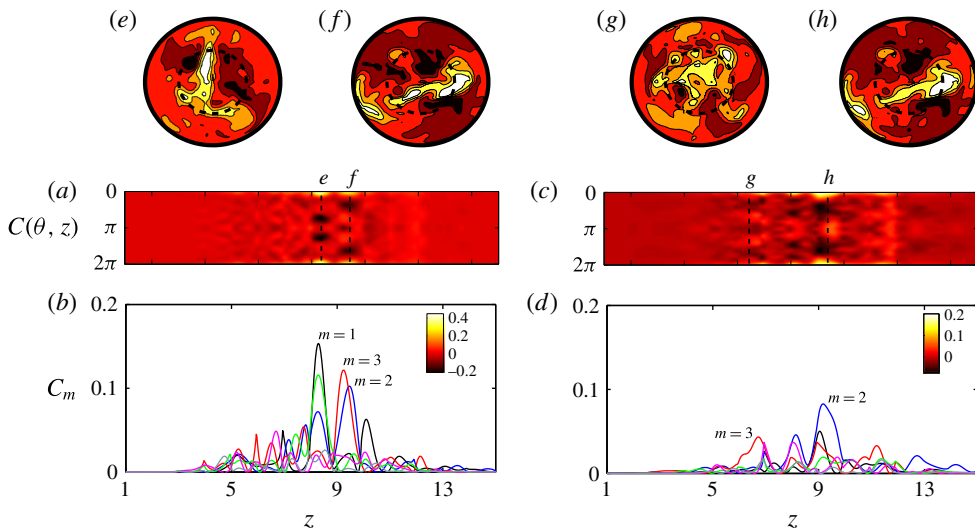 (e) (f) (g) (h)
(a) 0 e f (c) 0 g h
C(θ, z) π π
2π 2π
(b) 0.2 (d) 0.2
0.4 0.2
m = 1 0.2 0.1
m = 3 0 0
m = 2 –0.2
C_m 0.1 0.1 m = 2
m = 3
0 0
1 5 9 13 1 5 9 13
z z